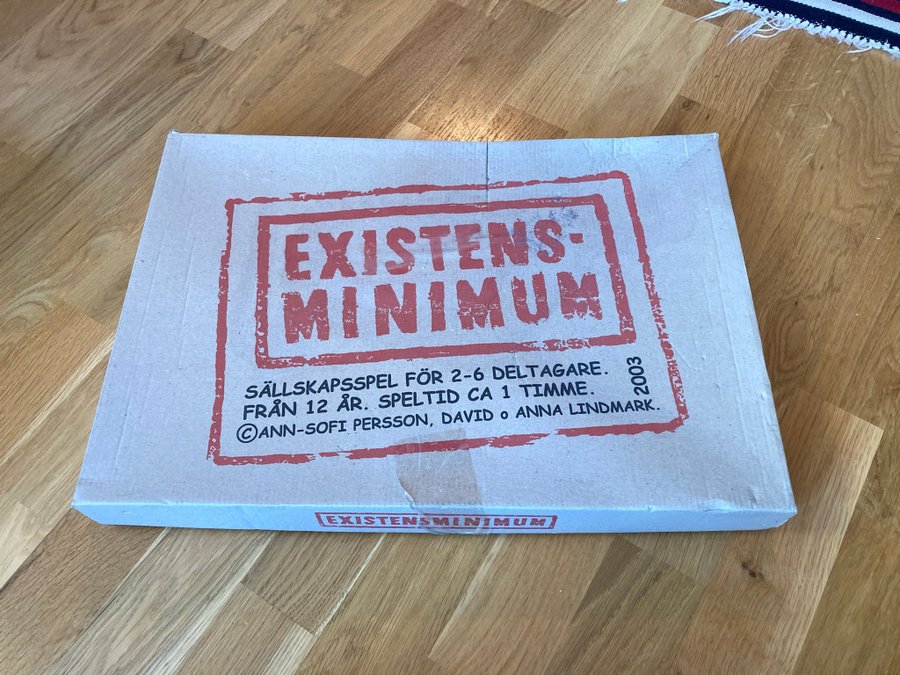 EXISTENS-
MINIMUM
SÄLLSKAPSSPEL FÖR 2-6 DELTAGARE.
FRÅN 12 ÅR. SPELTID CA 1 TIMME.
©ANN-SOFI PERSSON, DAVID o ANNA LINDMARK.
2003
EXISTENSMINIMUM